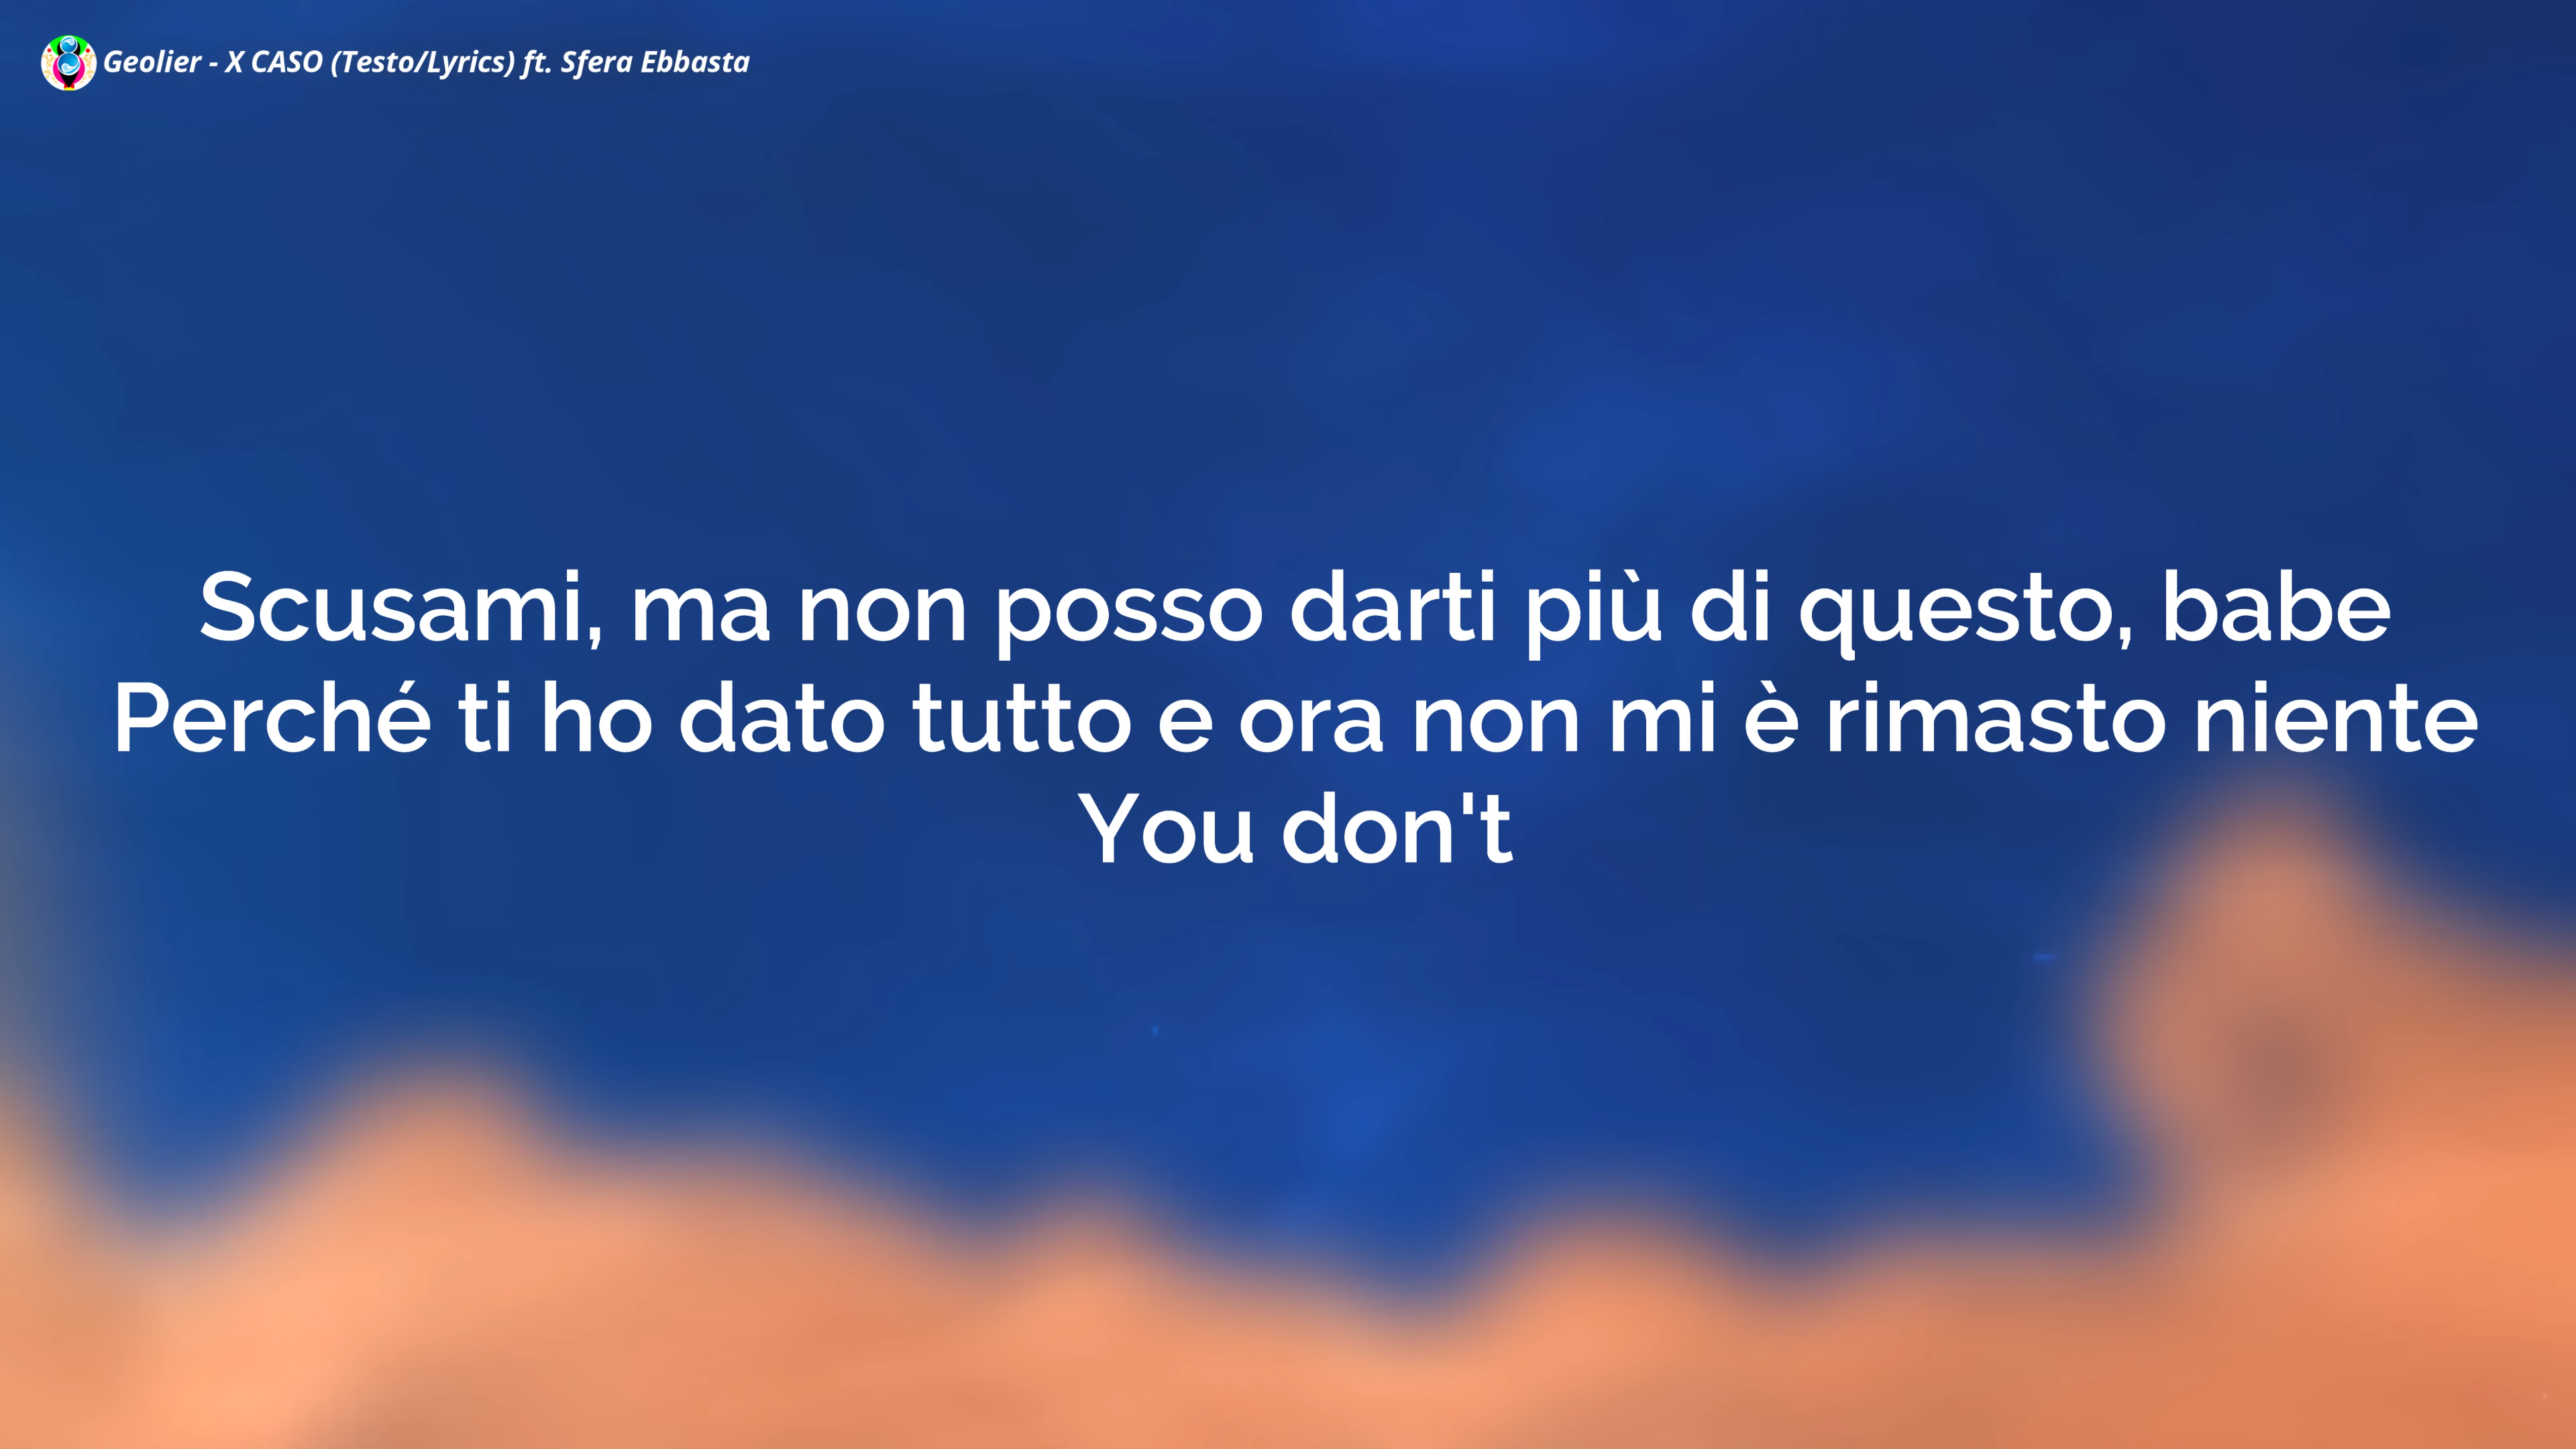 Geolier - X CASO (Testo/Lyrics) ft. Sfera Ebbasta
Scusami, ma non posso darti più di questo, babe
Perché ti ho dato tutto e ora non mi è rimasto niente
You don't